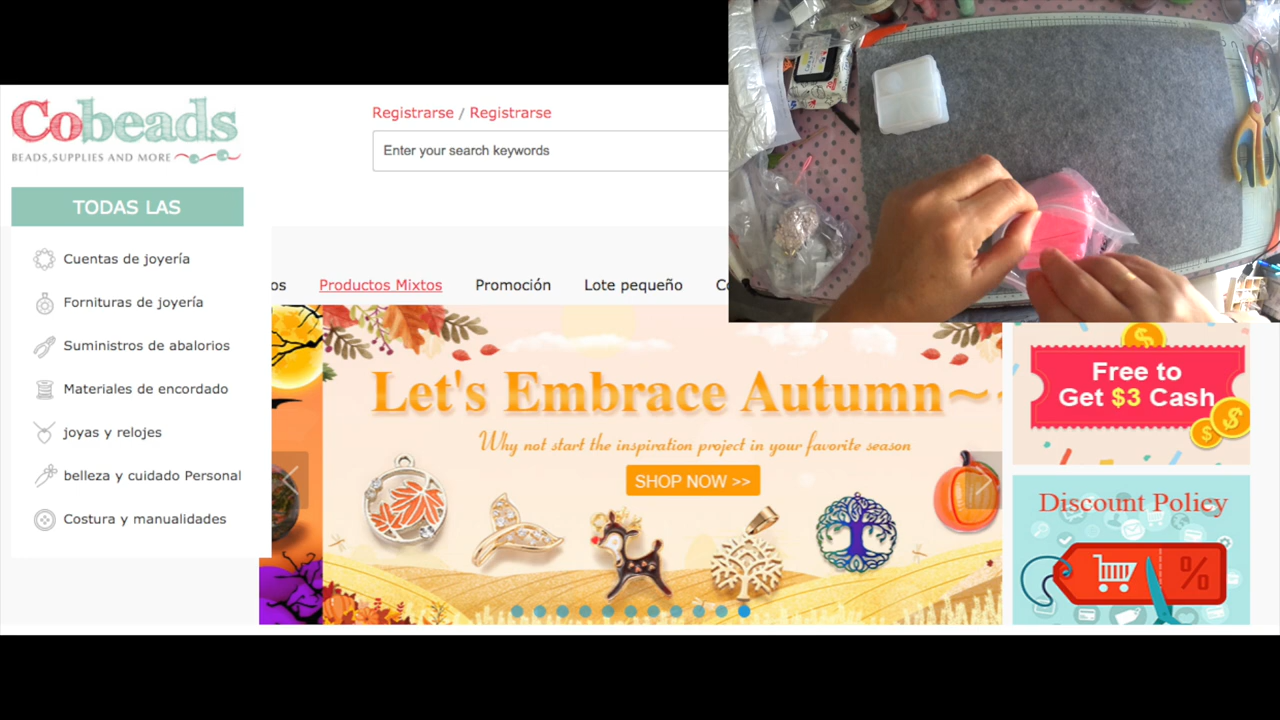 Cobeads
BEADS,SUPPLIES AND MORE
Registrarse / Registrarse
Enter your search keywords
TODAS LAS
Cuentas de joyería
Fornituras de joyería
Suministros de abalorios
Materiales de encordado
joyas y relojes
belleza y cuidado Personal
Costura y manualidades
os Productos Mixtos Promoción Lote pequeño
Let's Embrace Autumn~
Why not start the inspiration project in your favorite season
SHOP NOW >>
Free to
Get $3 Cash
Discount Policy
%